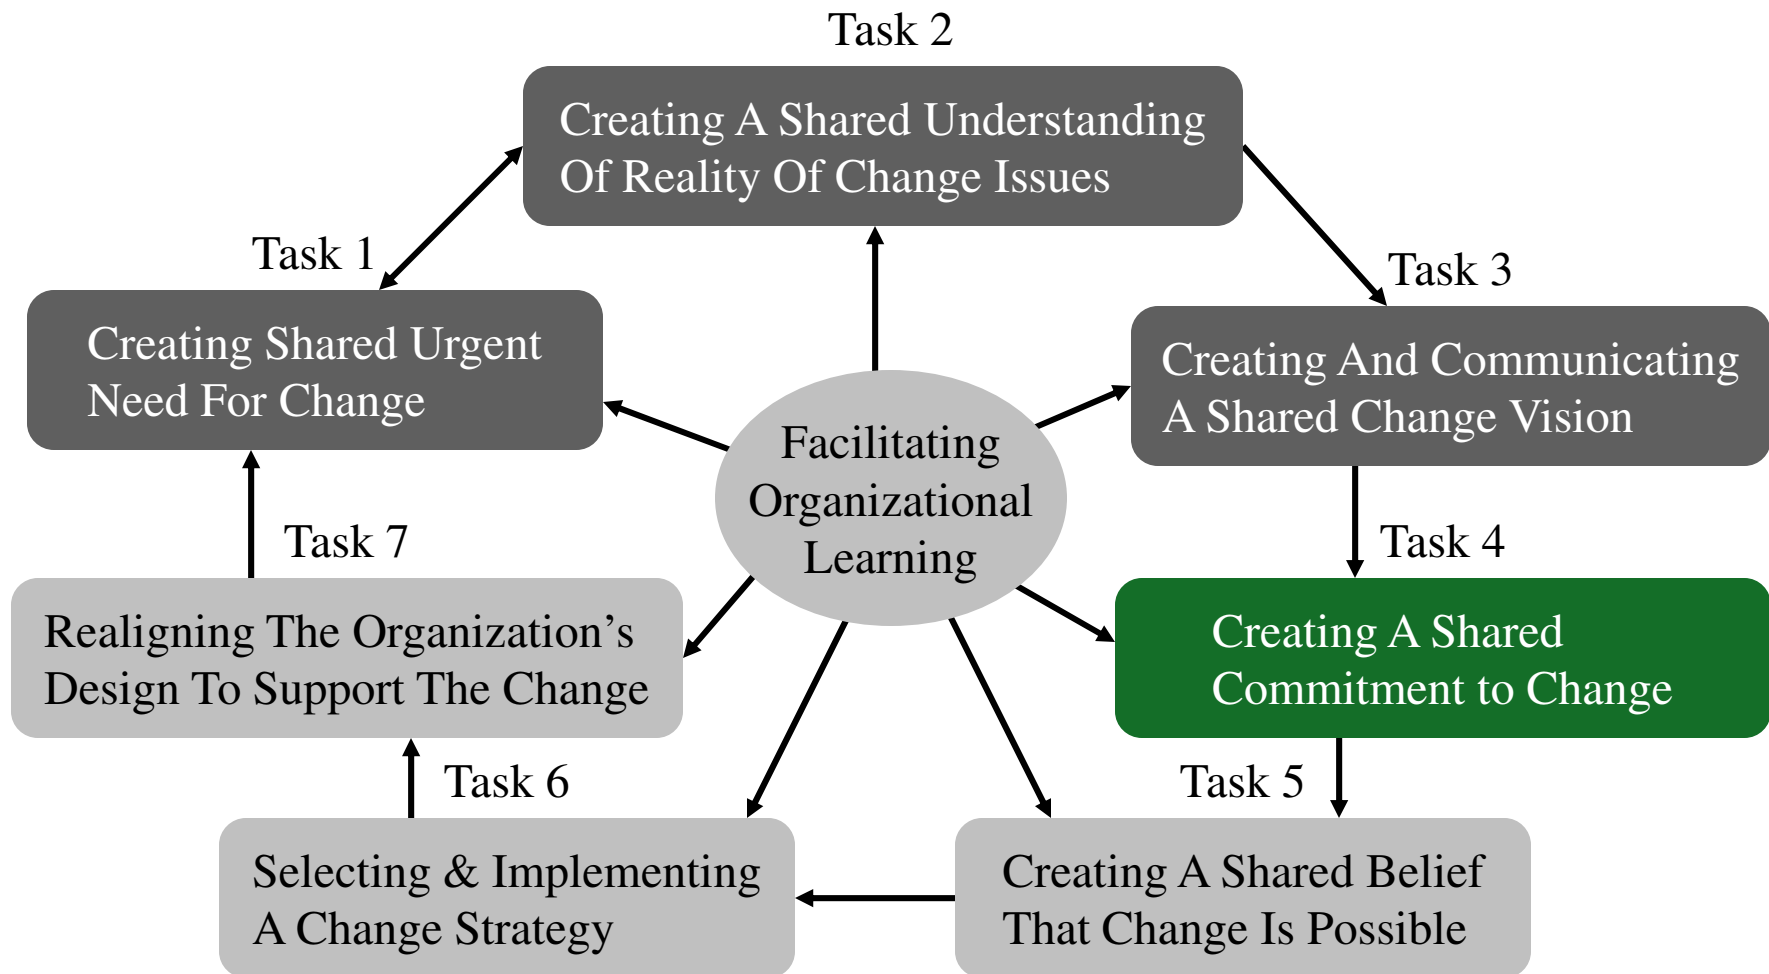 Task 2
Creating A Shared Understanding
Of Reality Of Change Issues
Task 1
Creating Shared Urgent
Need For Change
Task 3
Creating And Communicating
A Shared Change Vision
Facilitating
Organizational
Learning
Task 7
Realigning The Organization’s
Design To Support The Change
Task 4
Creating A Shared
Commitment to Change
Task 6
Selecting & Implementing
A Change Strategy
Task 5
Creating A Shared Belief
That Change Is Possible